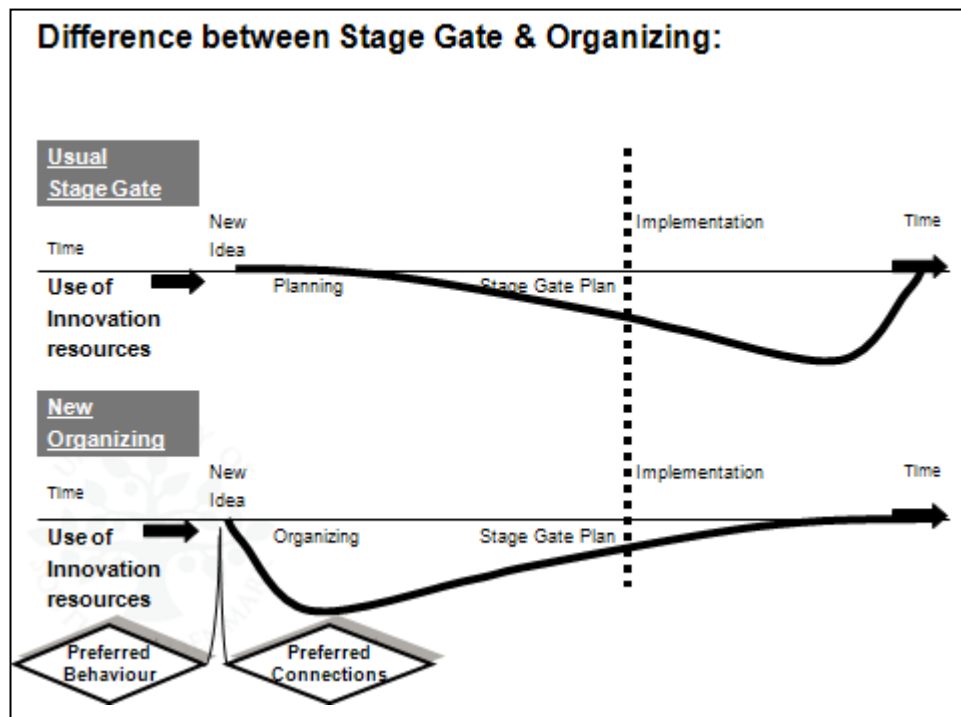 Difference between Stage Gate & Organizing:
Usual
Stage Gate
New
Idea
Implementation
Time
Time
Use of
Innovation
resources
Planning
Stage Gate Plan
New
Organizing
New
Idea
Implementation
Time
Time
Use of
Innovation
resources
Organizing
Stage Gate Plan
Preferred
Behaviour
Preferred
Connections